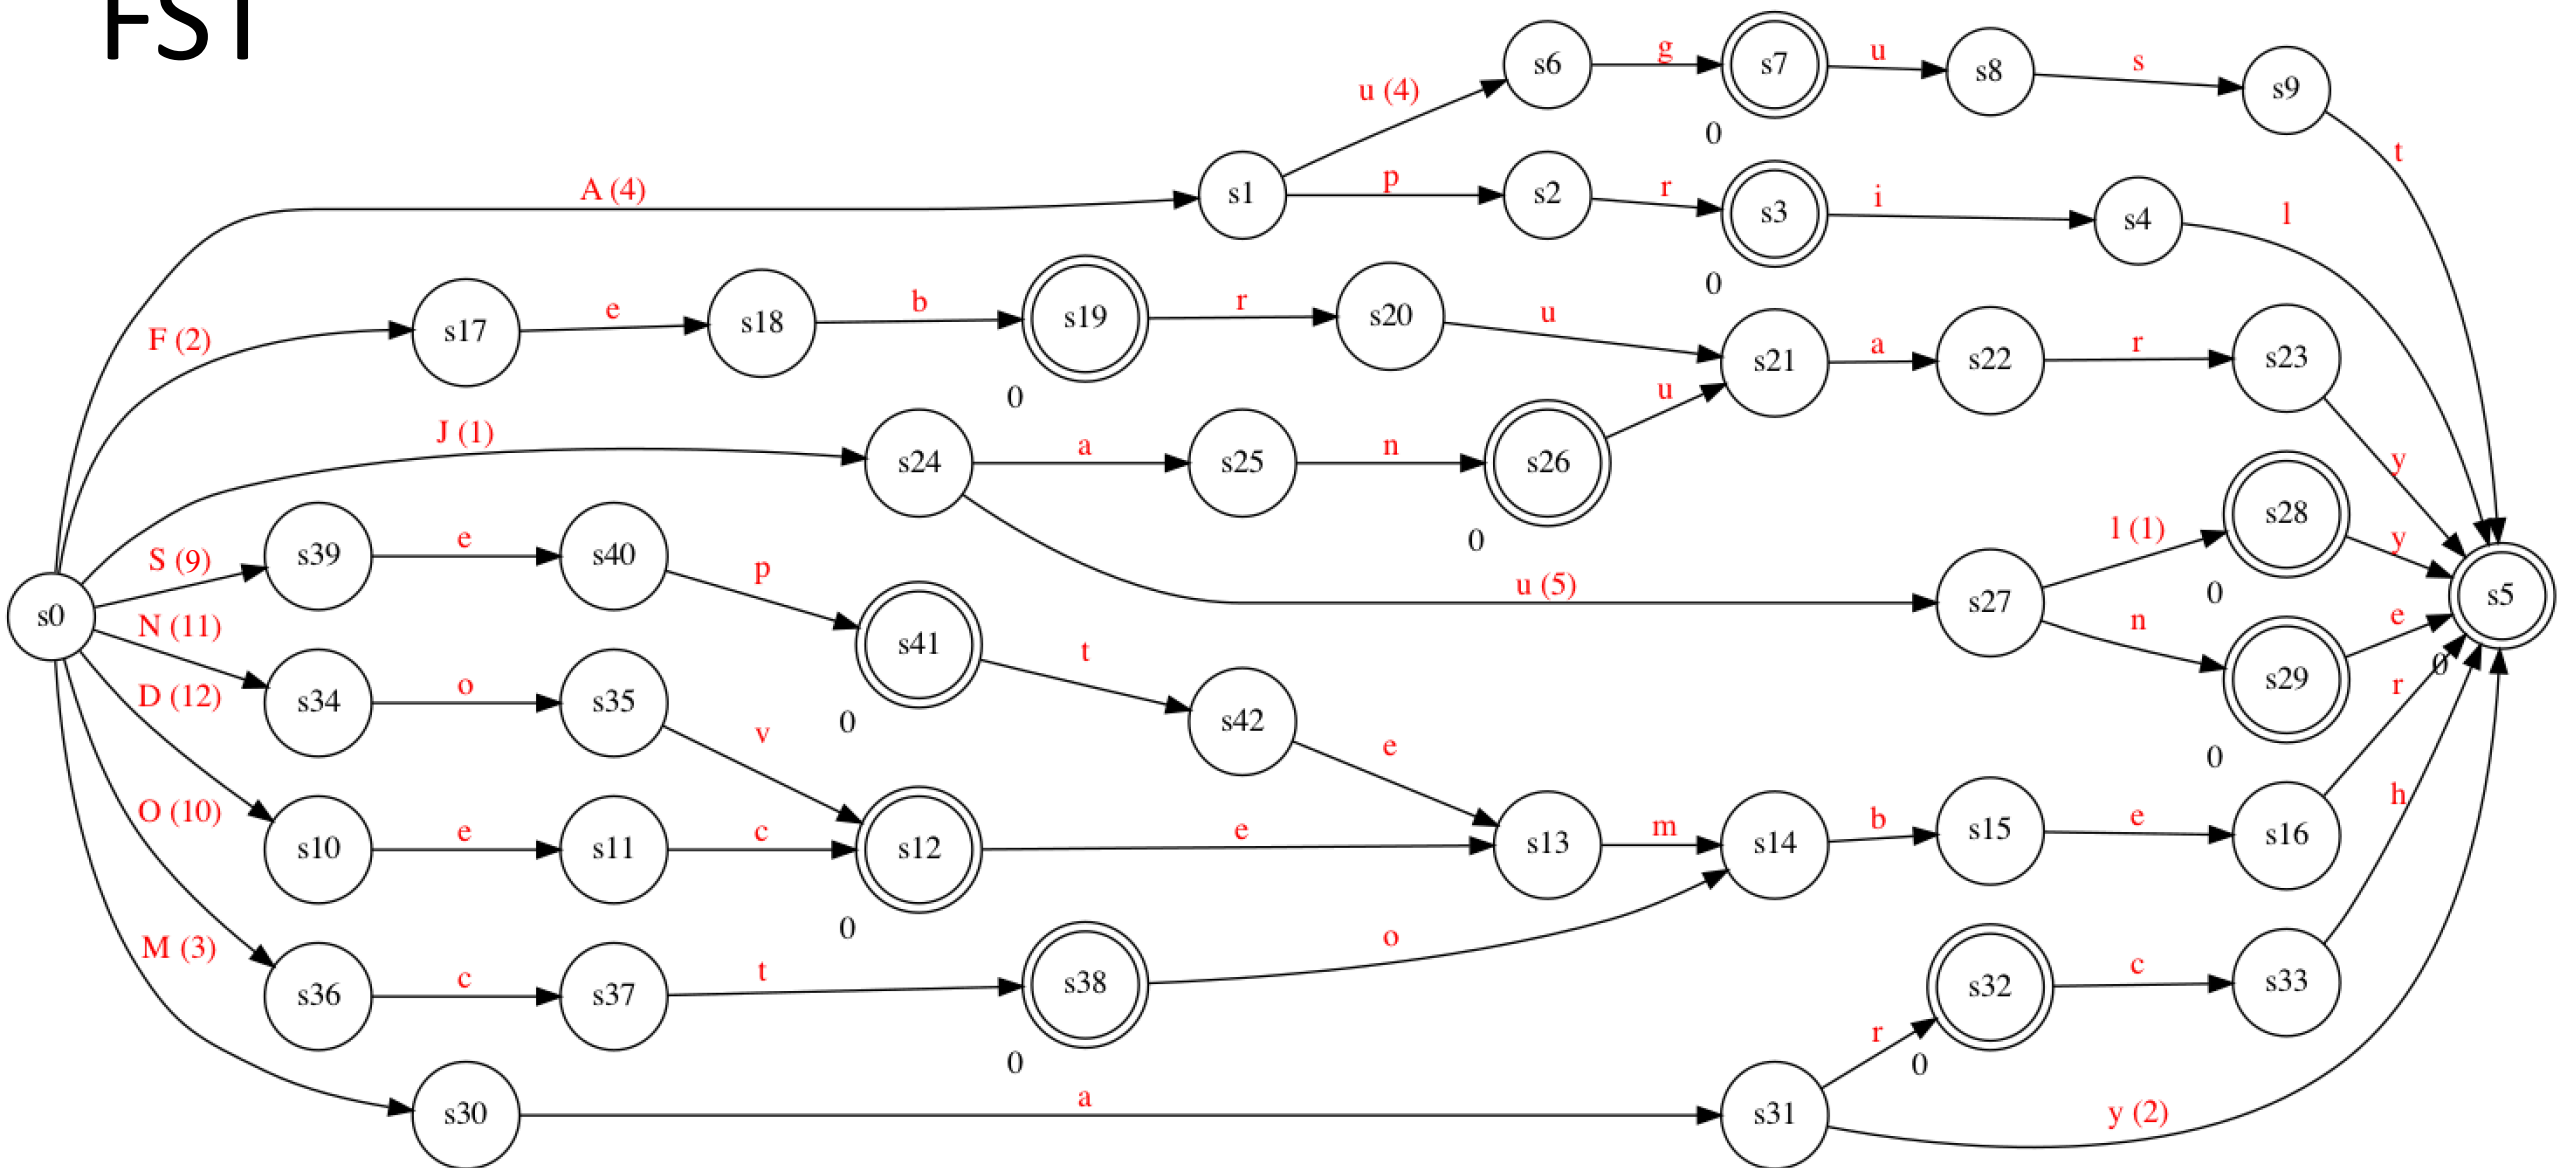 FST
s6 g s7 u s8 s s9
u (4)
0
t
A (4) s1 p s2 r s3 i s4 l
0
F (2) s17 e s18 b s19 r s20 u s21 a s22 r s23
0
u
y
J (1) s24 a s25 n s26
0
u (5) s27 l (1) s28 y
0
n s29 e s5
0
0
s0
S (9) s39 e s40 p s41 t s42 e
0
N (11) s34 o s35 v
D (12) s10 e s11 c s12 e s13 m s14 b s15 e s16 r
0
O (10) s36 c s37 t s38 o
0
M (3) s30 a s31 r s32 c s33 h
0
y (2)